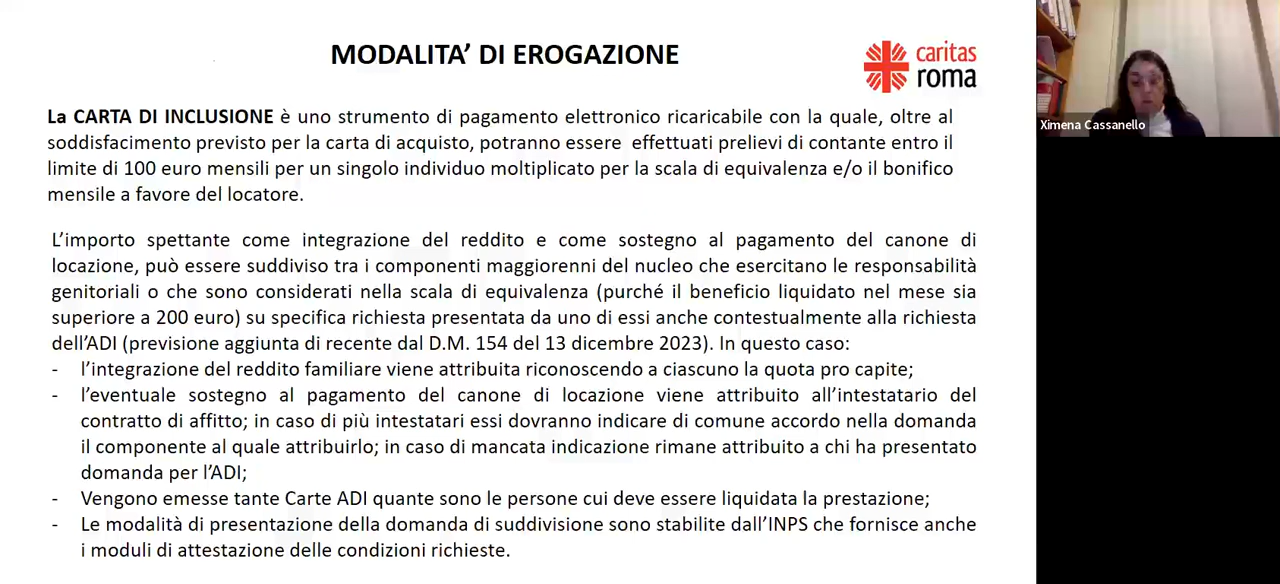 MODALITA’ DI EROGAZIONE
caritas
roma
La CARTA DI INCLUSIONE è uno strumento di pagamento elettronico ricaricabile con la quale, oltre al
soddisfacimento previsto per la carta di acquisto, potranno essere effettuati prelievi di contante entro il
limite di 100 euro mensili per un singolo individuo moltiplicato per la scala di equivalenza e/o il bonifico
mensile a favore del locatore.
L’importo spettante come integrazione del reddito e come sostegno al pagamento del canone di
locazione, può essere suddiviso tra i componenti maggiorenni del nucleo che esercitano le responsabilità
genitoriali o che sono considerati nella scala di equivalenza (purché il beneficio liquidato nel mese sia
superiore a 200 euro) su specifica richiesta presentata da uno di essi anche contestualmente alla richiesta
dell’ADI (previsione aggiunta di recente dal D.M. 154 del 13 dicembre 2023). In questo caso:
- l’integrazione del reddito familiare viene attribuita riconoscendo a ciascuno la quota pro capite;
- l’eventuale sostegno al pagamento del canone di locazione viene attribuito all’intestatario del
contratto di affitto; in caso di più intestatari essi dovranno indicare di comune accordo nella domanda
il componente al quale attribuirlo; in caso di mancata indicazione rimane attribuito a chi ha presentato
domanda per l’ADI;
- Vengono emesse tante Carte ADI quante sono le persone cui deve essere liquidata la prestazione;
- Le modalità di presentazione della domanda di suddivisione sono stabilite dall’INPS che fornisce anche
i moduli di attestazione delle condizioni richieste.
Ximena Cassanello